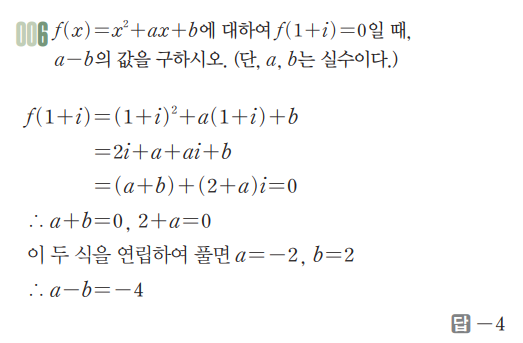 006 f(x)=x²+ax+b에 대하여 f(1+i)=0일 때,
a-b의 값을 구하시오. (단, a, b는 실수이다.)
f(1+i)=(1+i)²+a(1+i)+b
=2i+a+ai+b
=(a+b)+(2+a)i=0
∴ a+b=0, 2+a=0
이 두 식을 연립하여 풀면 a=-2, b=2
∴ a-b=-4
답 -4